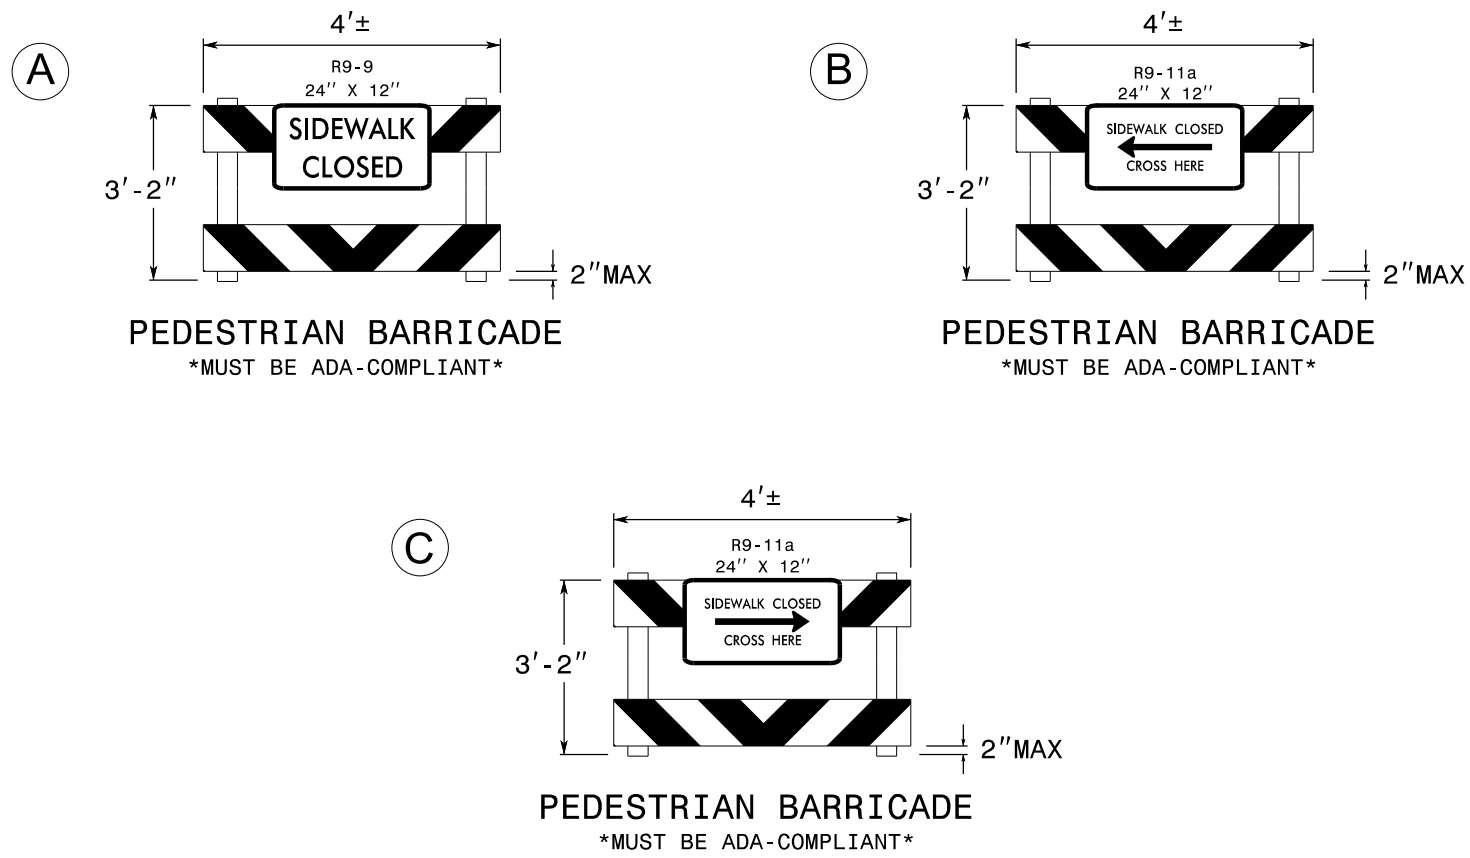 A
4'±
R9-9
24'' X 12''
SIDEWALK
CLOSED
3'-2"
2"MAX
PEDESTRIAN BARRICADE
*MUST BE ADA-COMPLIANT*
B
4'±
R9-11a
24'' X 12''
SIDEWALK CLOSED
CROSS HERE
3'-2"
2"MAX
PEDESTRIAN BARRICADE
*MUST BE ADA-COMPLIANT*
C
4'±
R9-11a
24'' X 12''
SIDEWALK CLOSED
CROSS HERE
3'-2"
2"MAX
PEDESTRIAN BARRICADE
*MUST BE ADA-COMPLIANT*